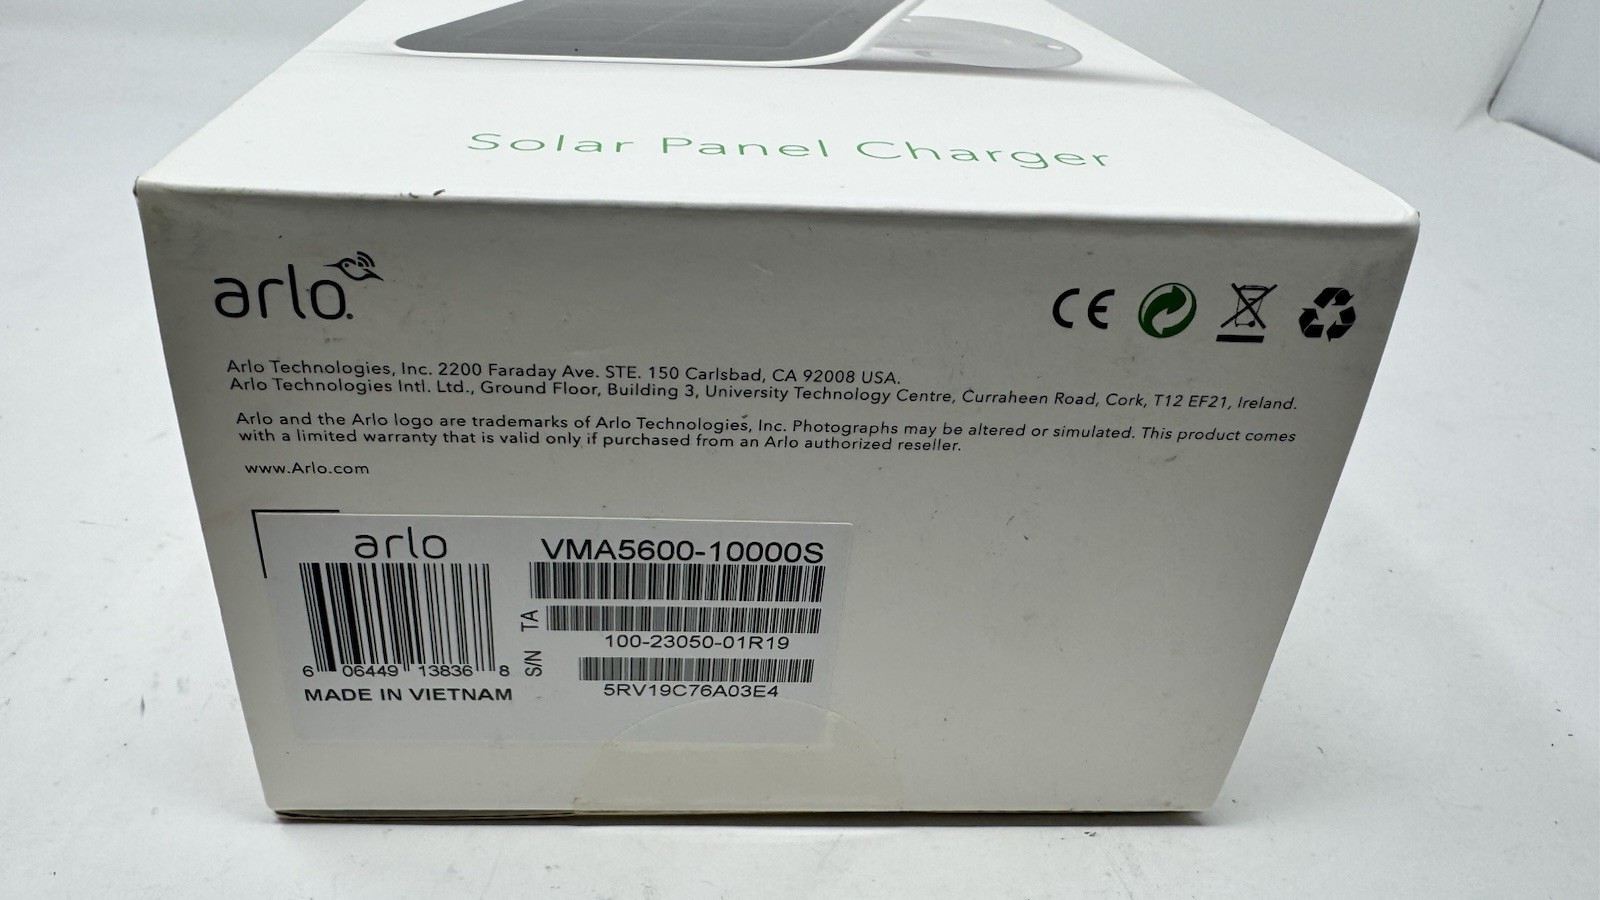 Solar Panel Charger
arlo
CE
Arlo Technologies, Inc. 2200 Faraday Ave. STE. 150 Carlsbad, CA 92008 USA.
Arlo Technologies Intl. Ltd., Ground Floor, Building 3, University Technology Centre, Curraheen Road, Cork, T12 EF21, Ireland.
Arlo and the Arlo logo are trademarks of Arlo Technologies, Inc. Photographs may be altered or simulated. This product comes
with a limited warranty that is valid only if purchased from an Arlo authorized reseller.
www.Arlo.com
arlo
6 06449 13836 8
MADE IN VIETNAM
VMA5600-10000S
TA
100-23050-01R19
S/N
5RV19C76A03E4